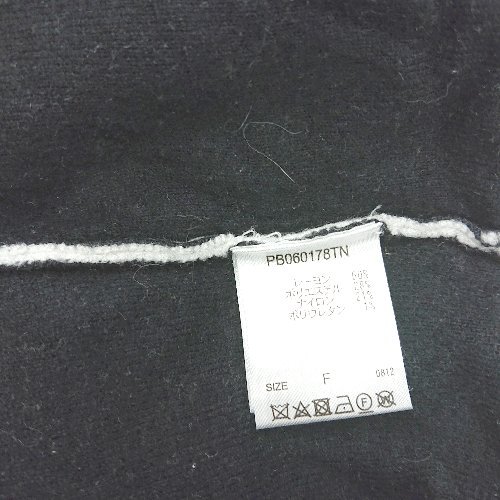 PB060178TN
レーヨン
ポリエステル
ナイロン
ポリウレタン
SIZE F 0812